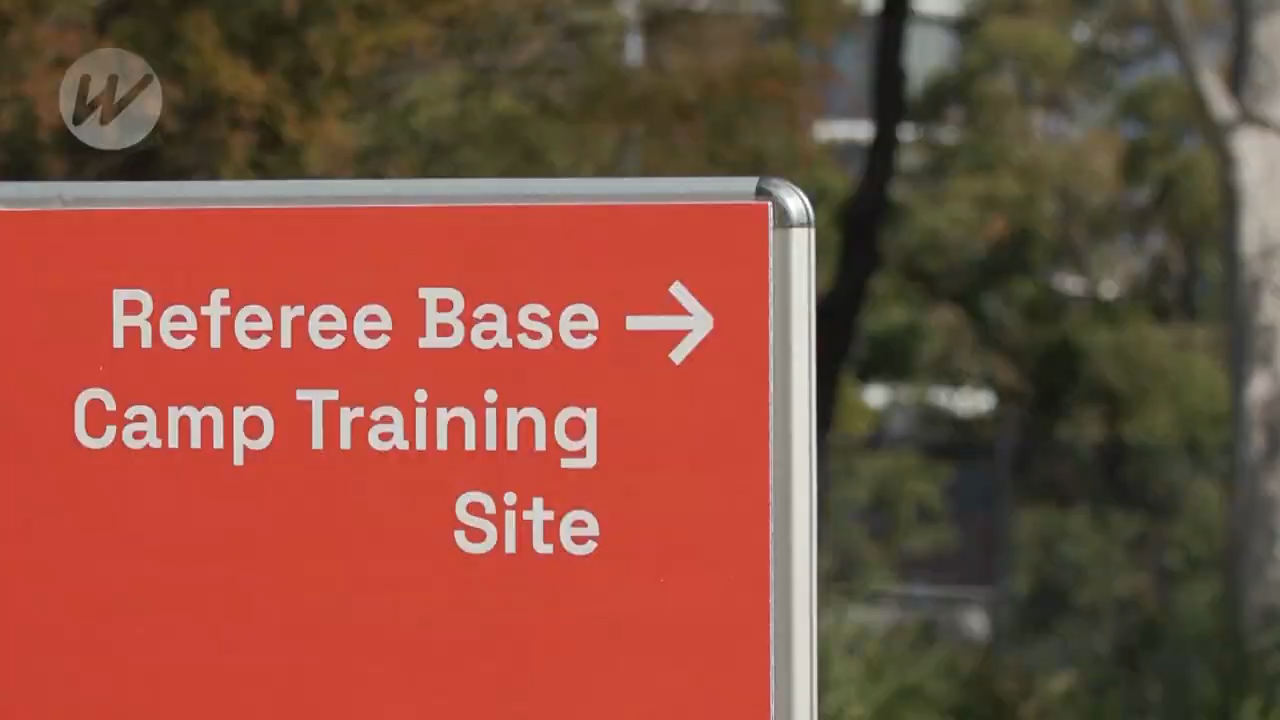 W
Referee Base →
Camp Training
Site